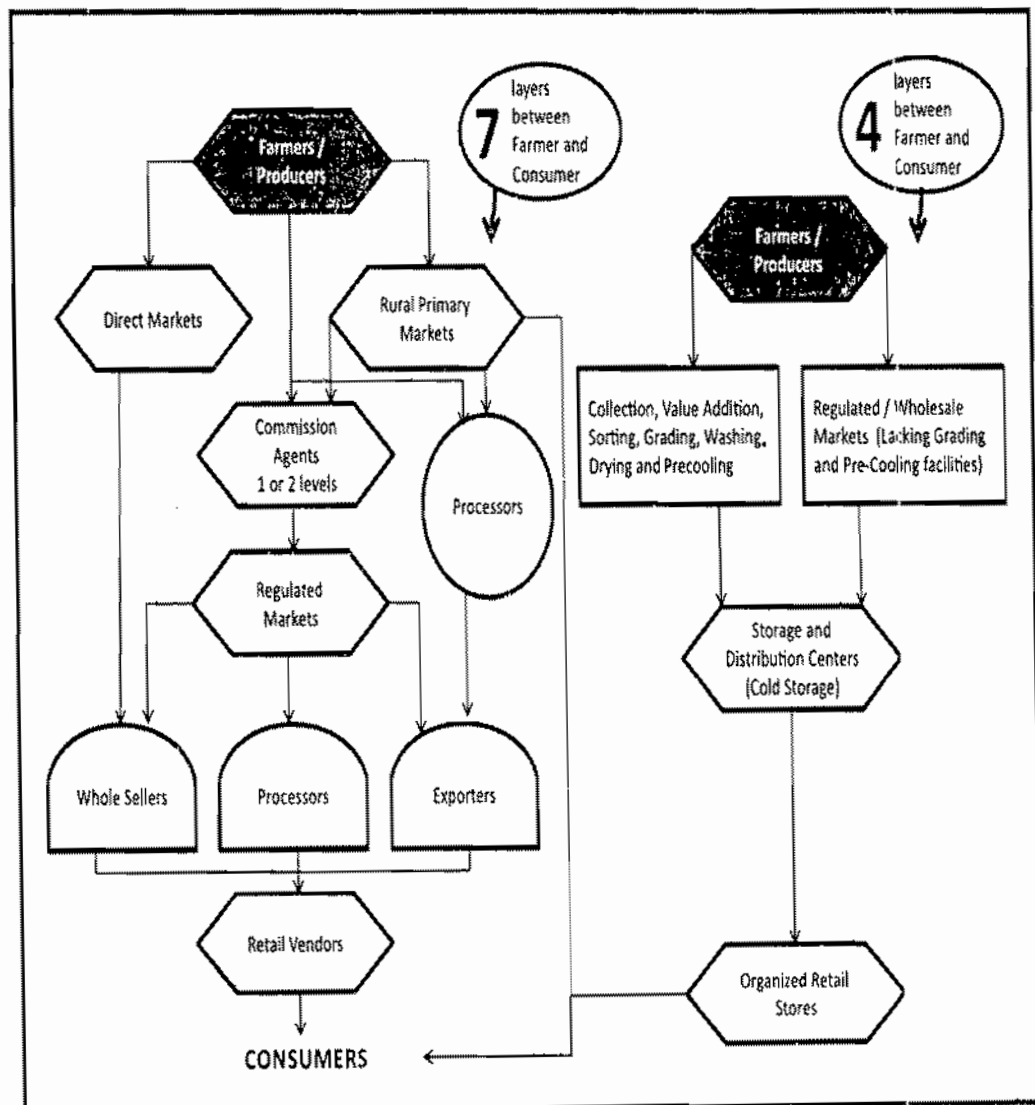 7
layers
between
Farmer and
Consumer
4
layers
between
Farmer and
Consumer
Farmers /
Producers
Farmers /
Producers
Direct Markets
Rural Primary
Markets
Commission
Agents
1 or 2 levels
Processors
Collection, Value Addition,
Sorting, Grading, Washing,
Drying and Precooling
Regulated / Wholesale
Markets (Lacking Grading
and Pre-Cooling facilities)
Regulated
Markets
Storage and
Distribution Centers
(Cold Storage)
Whole Sellers
Processors
Exporters
Retail Vendors
Organized Retail
Stores
CONSUMERS